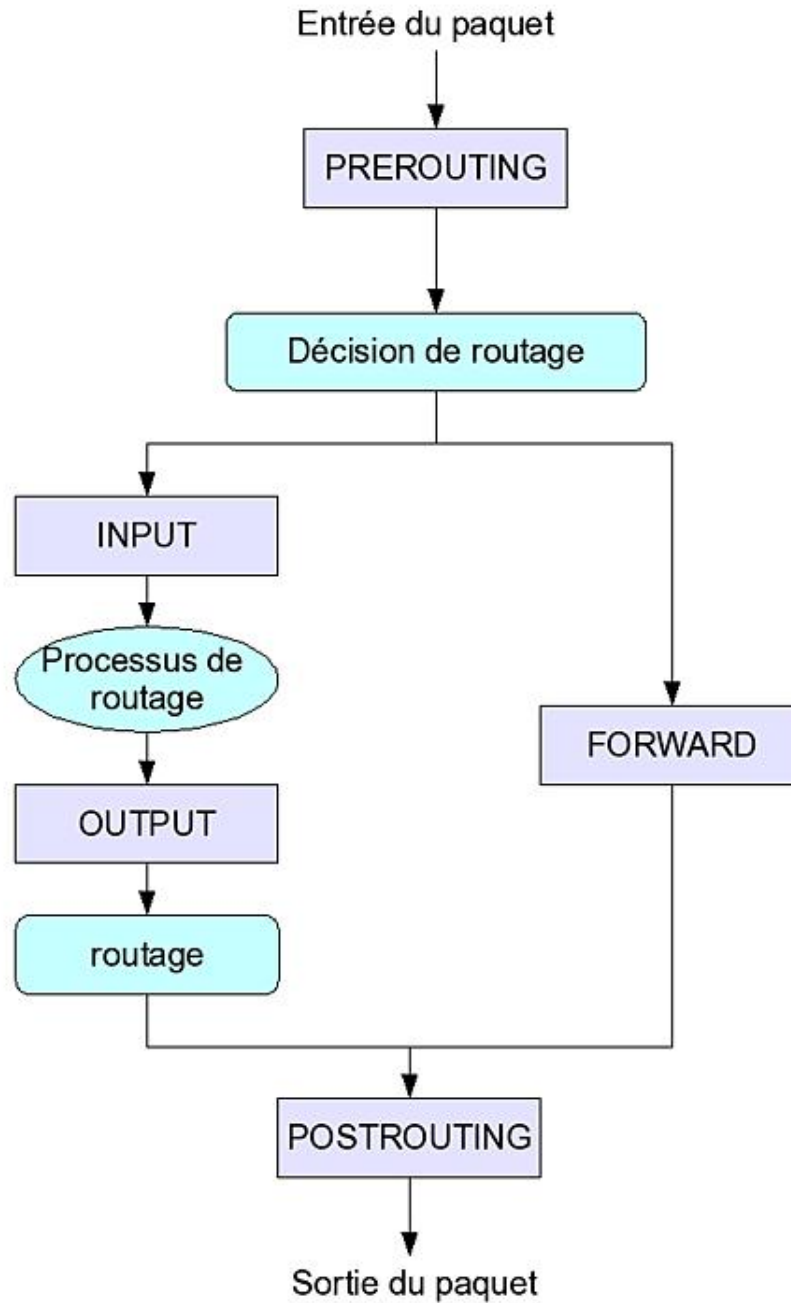 Entrée du paquet
PREROUTING
Décision de routage
INPUT
Processus de
routage
FORWARD
OUTPUT
routage
POSTROUTING
Sortie du paquet